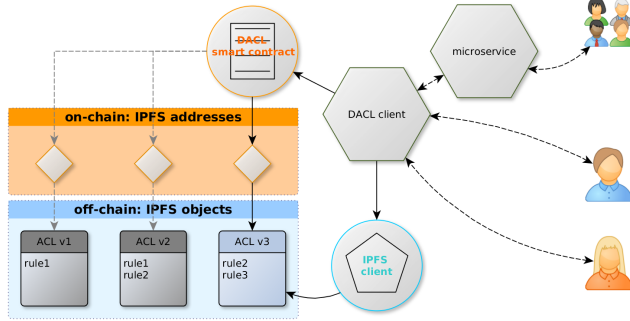 DACL
smart contract
microservice
DACL client
on-chain: IPFS addresses
off-chain: IPFS objects
ACL v1
rule1
ACL v2
rule1
rule2
ACL v3
rule2
rule3
IPFS
client